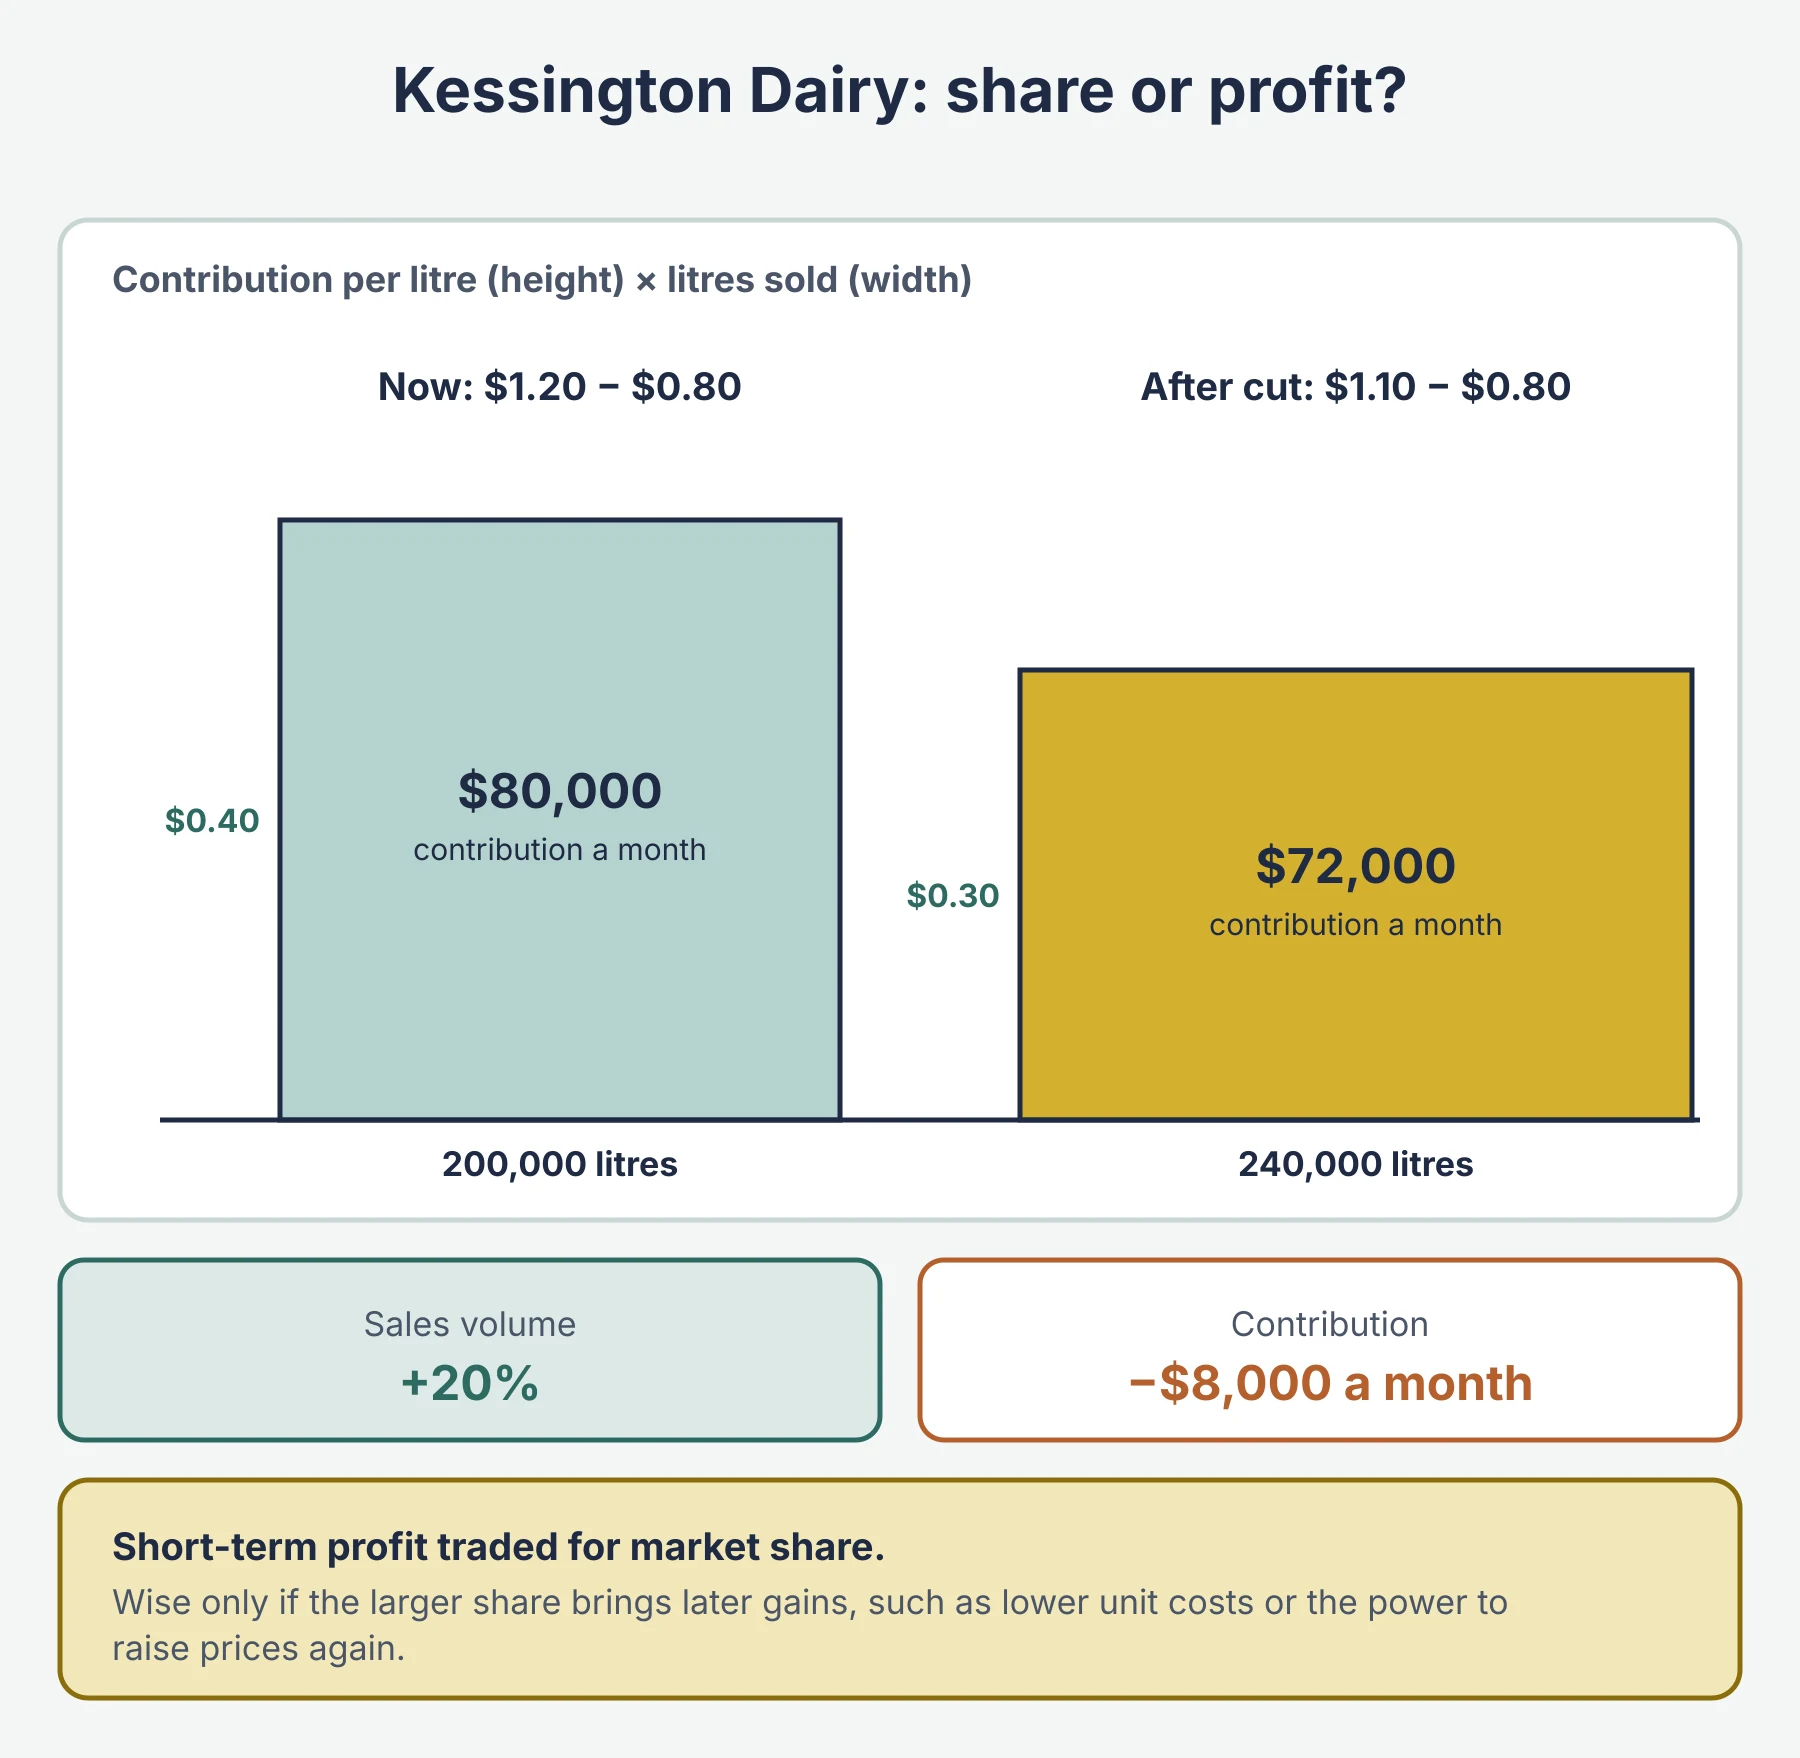 Kessington Dairy: share or profit?
Contribution per litre (height) × litres sold (width)
Now: $1.20 − $0.80
After cut: $1.10 − $0.80
$0.40
$80,000
contribution a month
$0.30
$72,000
contribution a month
200,000 litres
240,000 litres
Sales volume
+20%
Contribution
−$8,000 a month
Short-term profit traded for market share.
Wise only if the larger share brings later gains, such as lower unit costs or the power to
raise prices again.